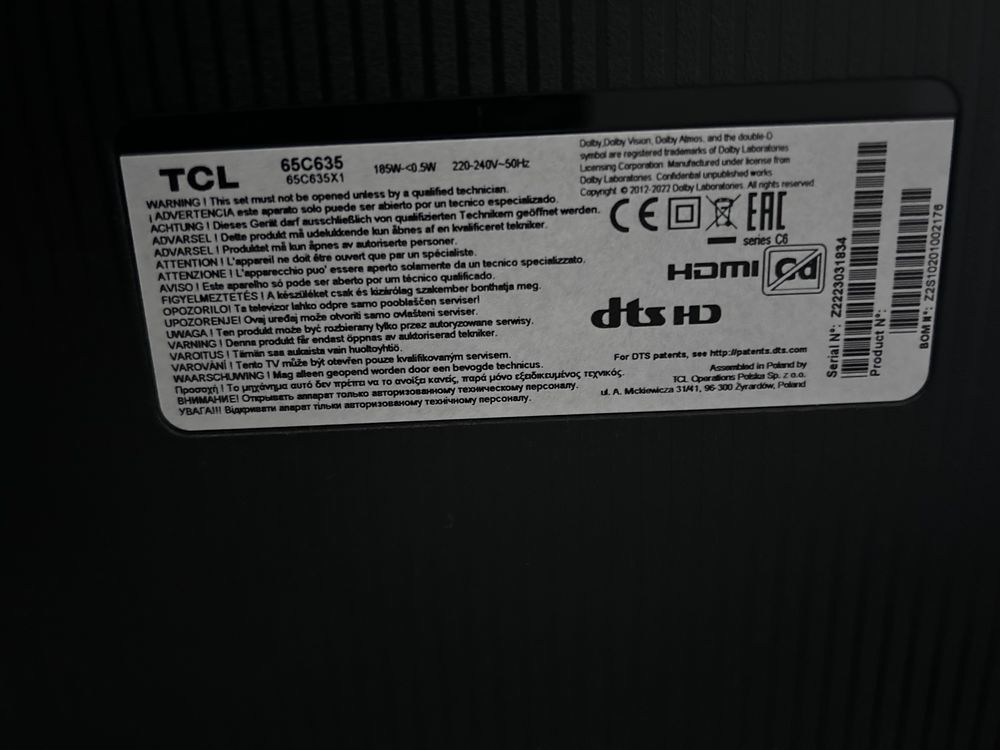 TCL
65C635
65C635X1
185W-<0.5W 220-240V~50Hz
WARNING ! This set must not be opened unless by a qualified technician.
¡ ADVERTENCIA este aparato solo puede ser abierto por un tecnico especializado.
ACHTUNG ! Dieses Gerät darf ausschließlich von qualifizierten Technikern geöffnet werden.
ADVARSEL ! Dette produkt må udelukkende kun åbnes af en kvalificeret tekniker.
ADVARSEL ! Produktet må kun åpnes av autoriserte personer.
ATTENTION ! L'appareil ne doit être ouvert que par un spécialiste.
ATTENZIONE ! L'apparecchio puo' essere aperto solamente da un tecnico specializzato.
AVISO ! Este aparelho só pode ser aberto por um técnico qualificado.
FIGYELMEZTETÉS ! A készüléket csak és kizárólag szakember bonthatja meg.
OPOZORILO! Ta televizor lahko odpre samo pooblaščen serviser!
UPOZORENJE! Ovaj uređaj može otvoriti samo ovlašteni serviser.
UWAGA ! Ten produkt może być rozbierany tylko przez autoryzowane serwisy.
VARNING ! Denna produkt får endast öppnas av auktoriserad tekniker.
VAROITUS ! Tämän saa aukaista vain huoltoyhtiö.
VAROVÁNÍ ! Tento TV může být otevřen pouze kvalifikovaným servisem.
WAARSCHUWING ! Mag alleen geopend worden door een bevoegde technicus.
Προσοχή ! Το μηχάνημα αυτό δεν πρέπει να το ανοίξει κανείς, παρά μόνο εξειδικευμένος τεχνικός.
ВНИМАНИЕ! Открывать аппарат только авторизованному техническому персоналу.
УВАГА!!! Відкривати апарат тільки авторизованому технічному персоналу.
Dolby,Dolby Vision, Dolby Atmos, and the double-D
symbol are registered trademarks of Dolby Laboratories
Licensing Corporation. Manufactured under license from
Dolby Laboratories. Confidential unpublished works
Copyright © 2012-2022 Dolby Laboratories. All rights reserved
CE EAC
series C6
HDMI Cd
dts HD
For DTS patents, see http://patents.dts.com
Assembled in Poland by
TCL Operations Polska Sp. z o.o.
ul. A. Mickiewicza 31/41, 96-300 Żyrardów, Poland
Serial N°: Z222303I1834
Product N°:
BOM N°: Z2S10201002176